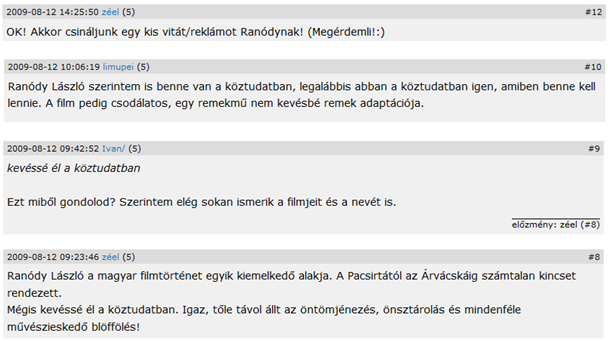 2009-08-12 14:25:50 zéel (5) #12
OK! Akkor csináljunk egy kis vitát/reklámot Ranódynak! (Megérdemli!:)
2009-08-12 10:06:19 limupei (5) #10
Ranódy László szerintem is benne van a köztudatban, legalábbis abban a köztudatban igen, amiben benne kell
lennie. A film pedig csodálatos, egy remekmű nem kevésbé remek adaptációja.
2009-08-12 09:42:52 Ivan/ (5) #9
kevéssé él a köztudatban
Ezt miből gondolod? Szerintem elég sokan ismerik a filmjeit és a nevét is.
előzmény: zéel (#8)
2009-08-12 09:23:46 zéel (5) #8
Ranódy László a magyar filmtörténet egyik kiemelkedő alakja. A Pacsirtától az Árvácskáig számtalan kincset
rendezett.
Mégis kevéssé él a köztudatban. Igaz, tőle távol állt az öntömjénezés, önsztárolás és mindenféle
művészieskedő blöffölés!